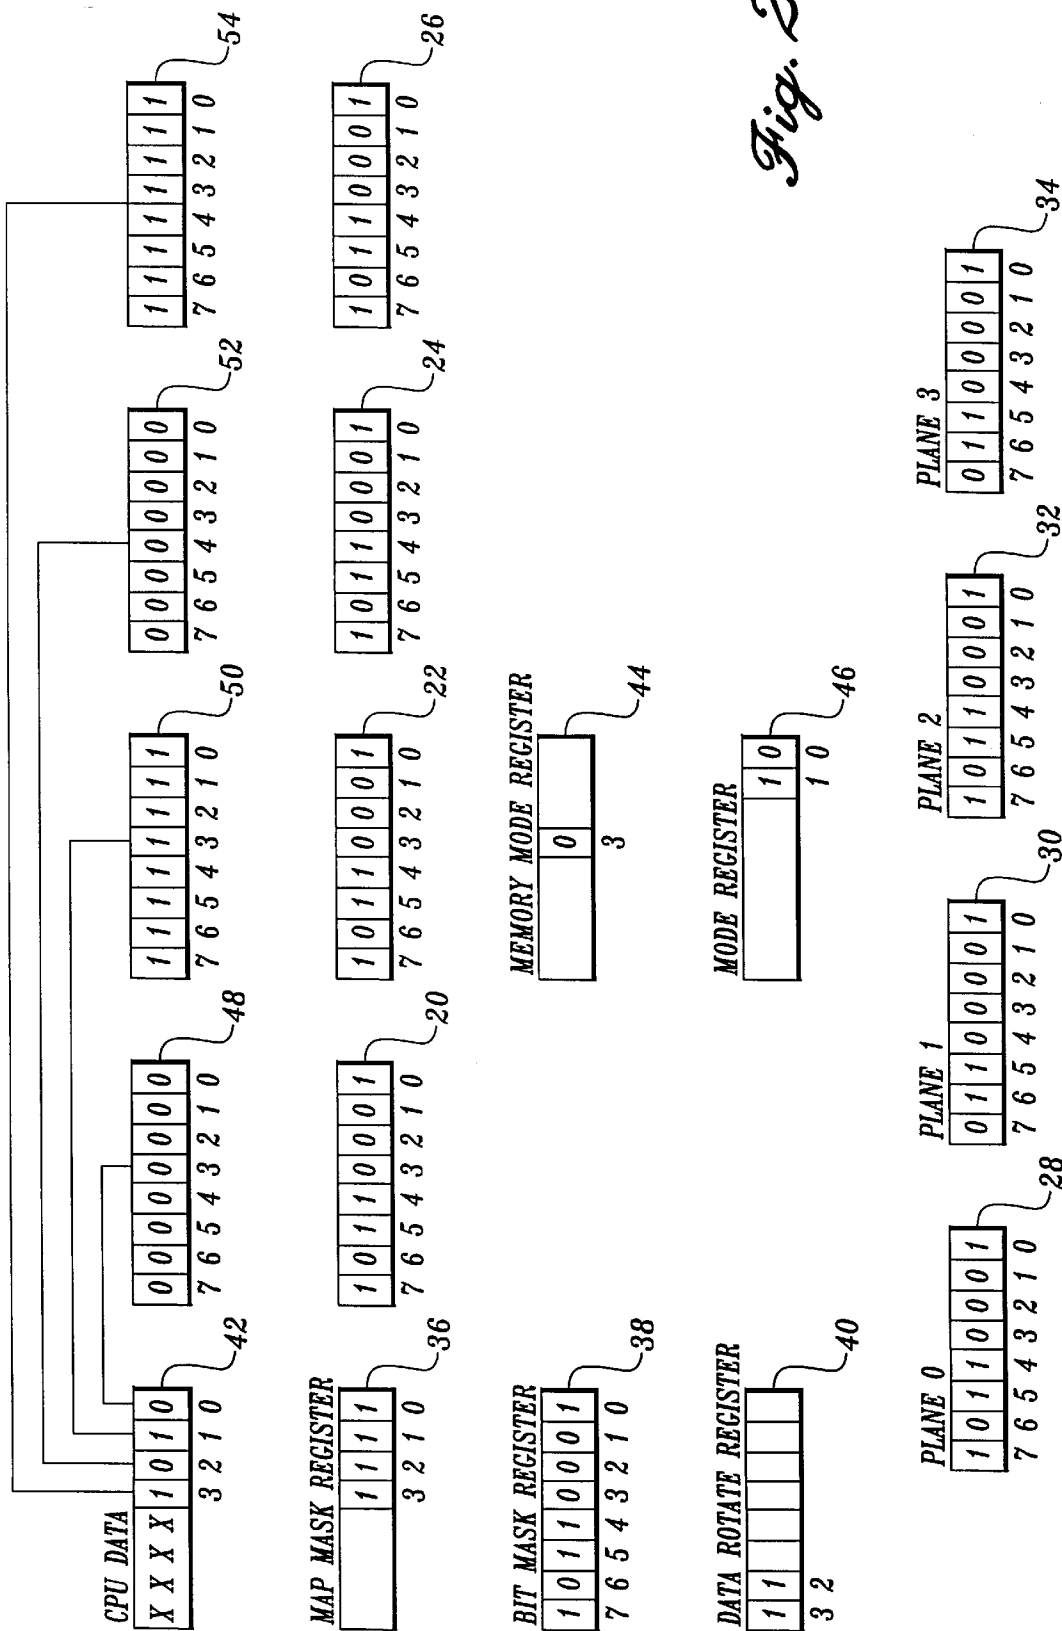 CPU DATA
X X X X 1 0 1 0
3 2 1 0
42
0 0 0 0 0 0 0 0
7 6 5 4 3 2 1 0
48
1 1 1 1 1 1 1 1
7 6 5 4 3 2 1 0
50
0 0 0 0 0 0 0 0
7 6 5 4 3 2 1 0
52
1 1 1 1 1 1 1 1
7 6 5 4 3 2 1 0
54
MAP MASK REGISTER
1 1 1 1
3 2 1 0
36
1 0 1 1 0 0 0 1
7 6 5 4 3 2 1 0
20
1 0 1 1 0 0 0 1
7 6 5 4 3 2 1 0
22
1 0 1 1 0 0 0 1
7 6 5 4 3 2 1 0
24
1 0 1 1 0 0 0 1
7 6 5 4 3 2 1 0
26
BIT MASK REGISTER
1 0 1 1 0 0 0 1
7 6 5 4 3 2 1 0
38
MEMORY MODE REGISTER
0
3
44
DATA ROTATE REGISTER
1 1
3 2
40
MODE REGISTER
1 0
1 0
46
Fig. 2
PLANE 0
1 0 1 1 0 0 0 1
7 6 5 4 3 2 1 0
28
PLANE 1
0 1 1 0 0 0 0 1
7 6 5 4 3 2 1 0
30
PLANE 2
1 0 1 1 0 0 0 1
7 6 5 4 3 2 1 0
32
PLANE 3
0 1 1 0 0 0 0 1
7 6 5 4 3 2 1 0
34